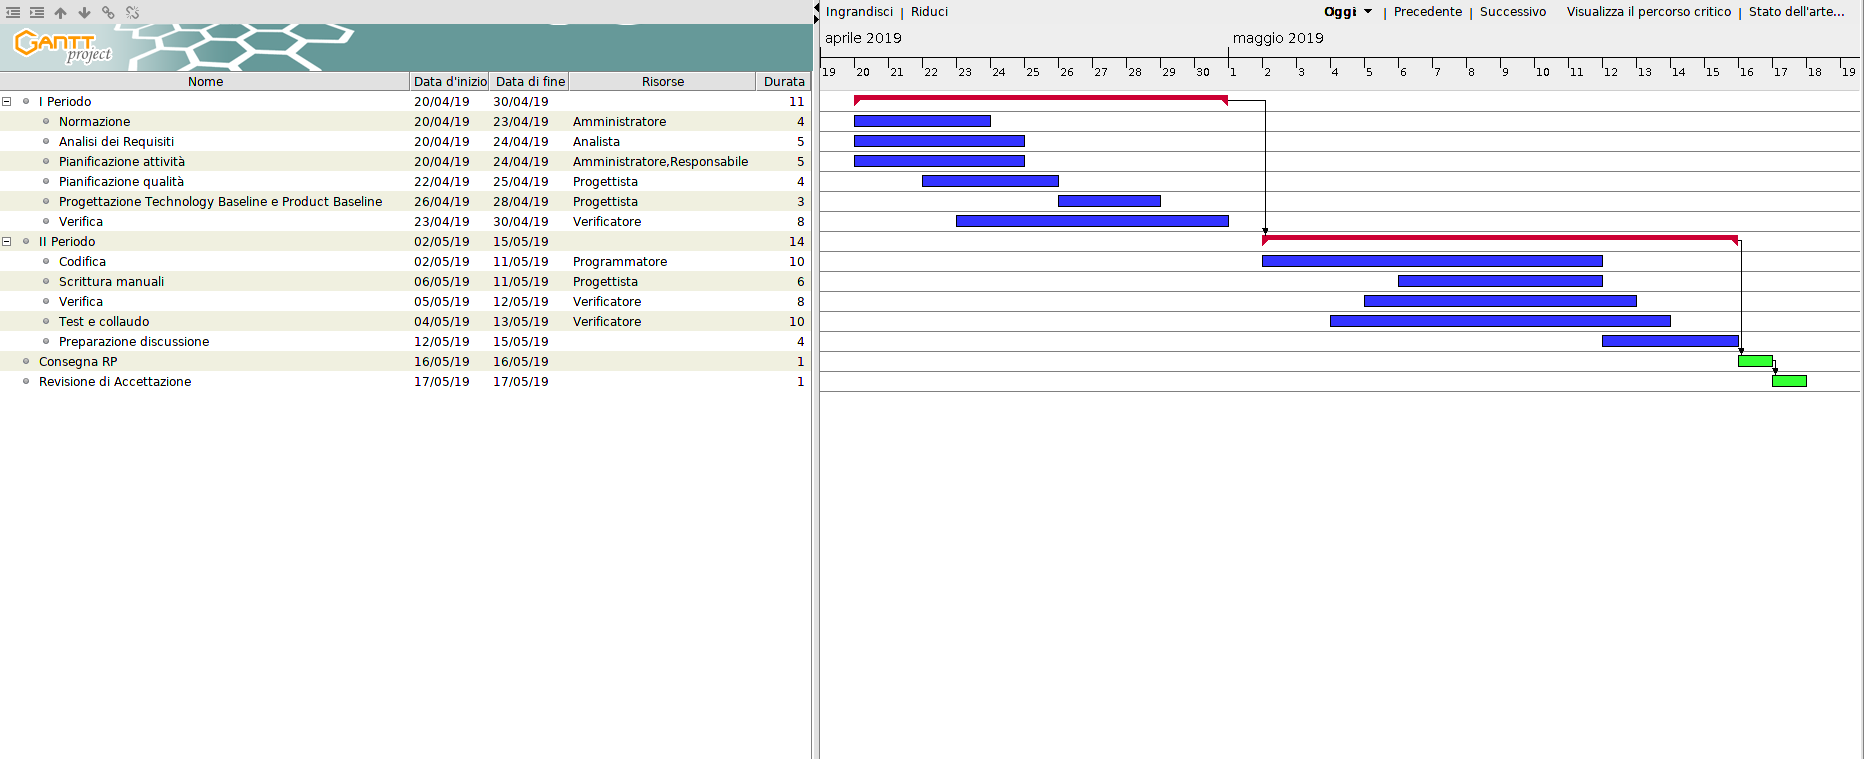 Ingrandisci | Riduci
Oggi | Precedente | Successivo Visualizza il percorso critico | Stato dell'arte...
GANTT project
aprile 2019 maggio 2019
19 20 21 22 23 24 25 26 27 28 29 30 1 2 3 4 5 6 7 8 9 10 11 12 13 14 15 16 17 18 19
Nome Data d'inizio Data di fine Risorse Durata
I Periodo 20/04/19 30/04/19 11
Normazione 20/04/19 23/04/19 Amministratore 4
Analisi dei Requisiti 20/04/19 24/04/19 Analista 5
Pianificazione attività 20/04/19 24/04/19 Amministratore,Responsabile 5
Pianificazione qualità 22/04/19 25/04/19 Progettista 4
Progettazione Technology Baseline e Product Baseline 26/04/19 28/04/19 Progettista 3
Verifica 23/04/19 30/04/19 Verificatore 8
II Periodo 02/05/19 15/05/19 14
Codifica 02/05/19 11/05/19 Programmatore 10
Scrittura manuali 06/05/19 11/05/19 Progettista 6
Verifica 05/05/19 12/05/19 Verificatore 8
Test e collaudo 04/05/19 13/05/19 Verificatore 10
Preparazione discussione 12/05/19 15/05/19 4
Consegna RP 16/05/19 16/05/19 1
Revisione di Accettazione 17/05/19 17/05/19 1